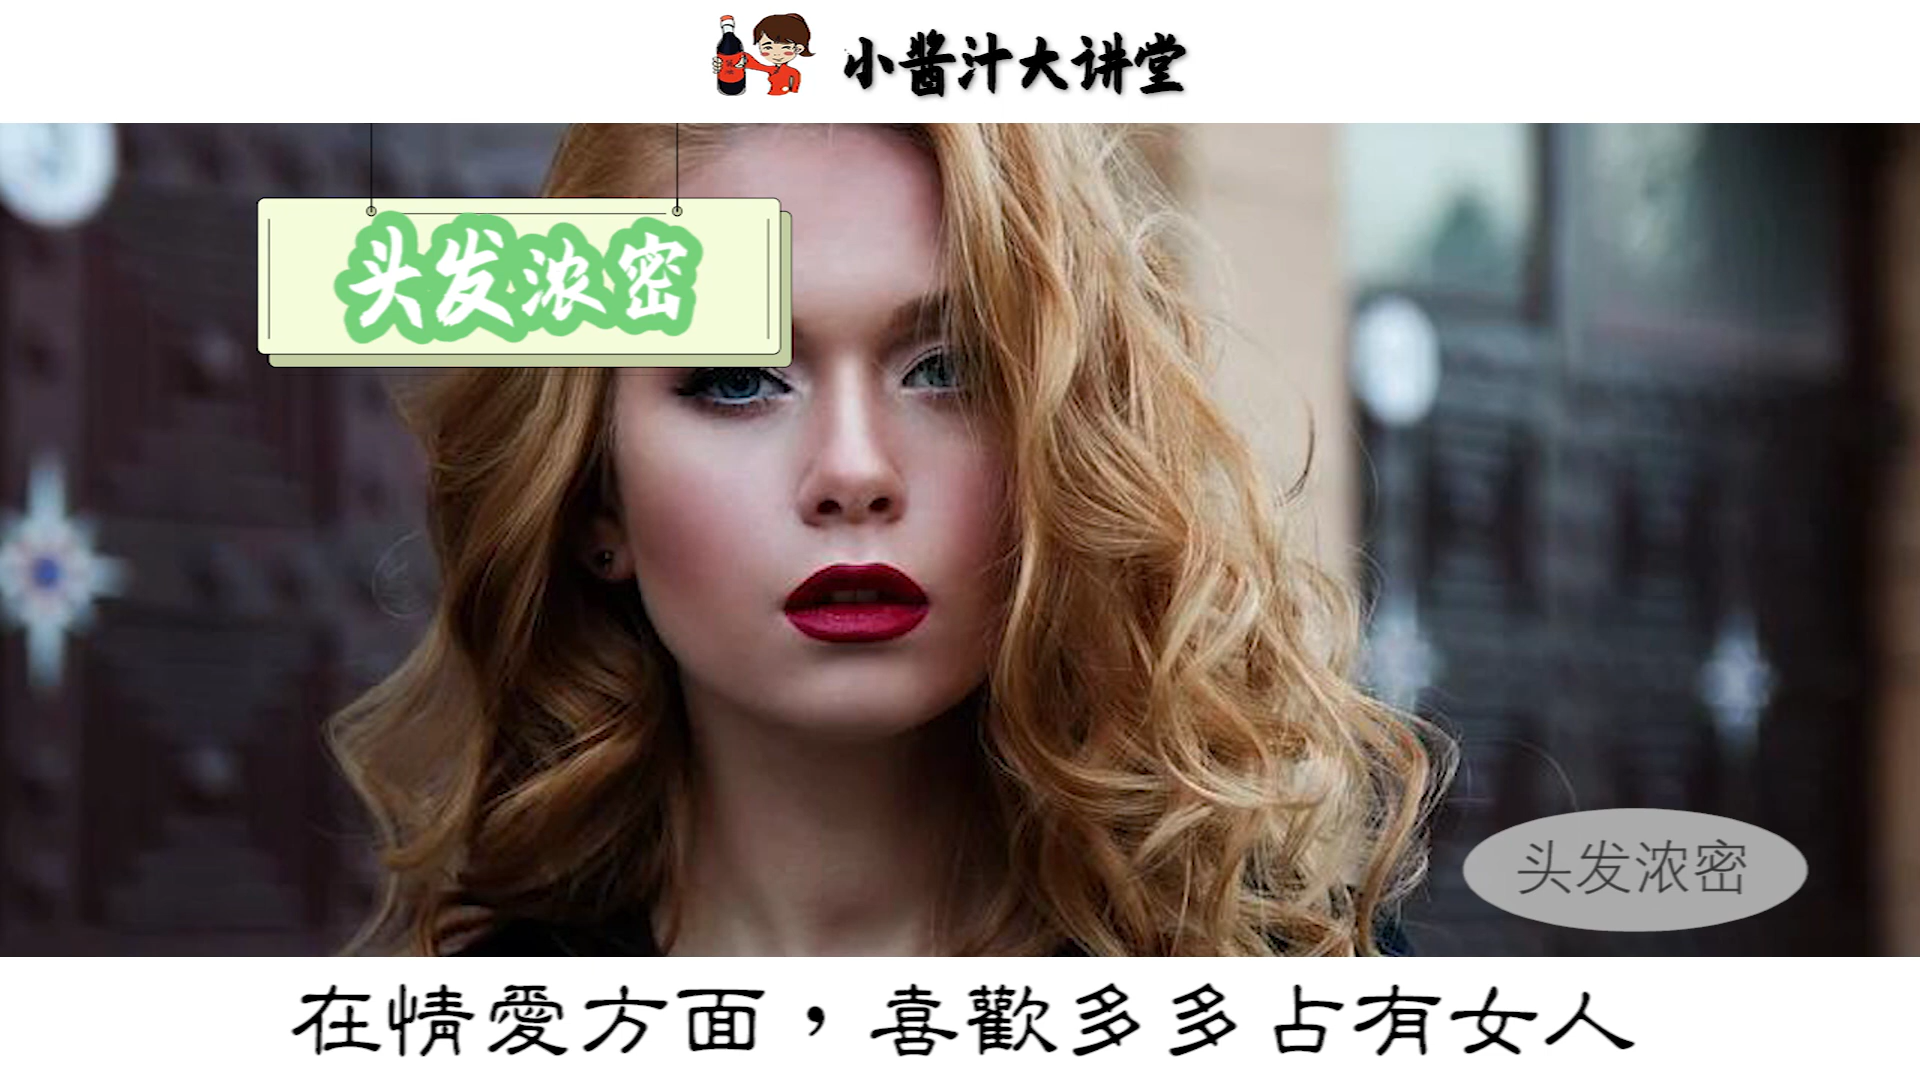 小酱汁大讲堂
头发浓密
头发浓密
在情愛方面，喜歡多多占有女人